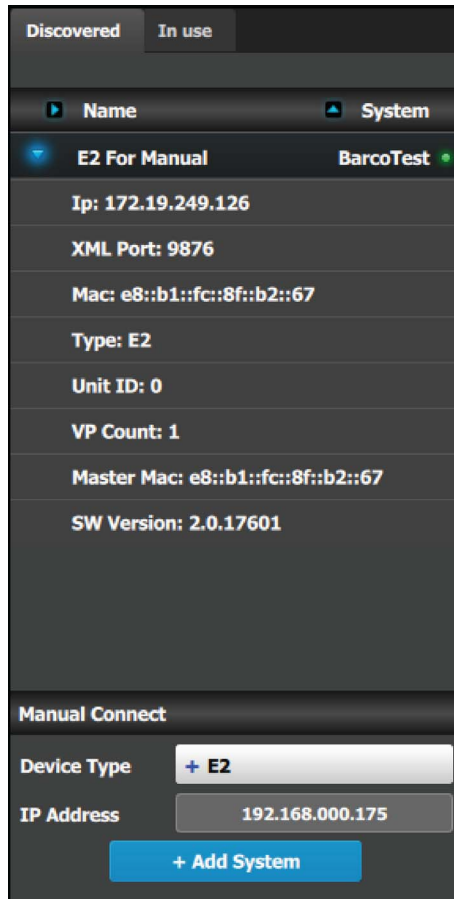 Discovered In use
Name System
E2 For Manual BarcoTest
Ip: 172.19.249.126
XML Port: 9876
Mac: e8::b1::fc::8f::b2::67
Type: E2
Unit ID: 0
VP Count: 1
Master Mac: e8::b1::fc::8f::b2::67
SW Version: 2.0.17601
Manual Connect
Device Type + E2
IP Address 192.168.000.175
+ Add System